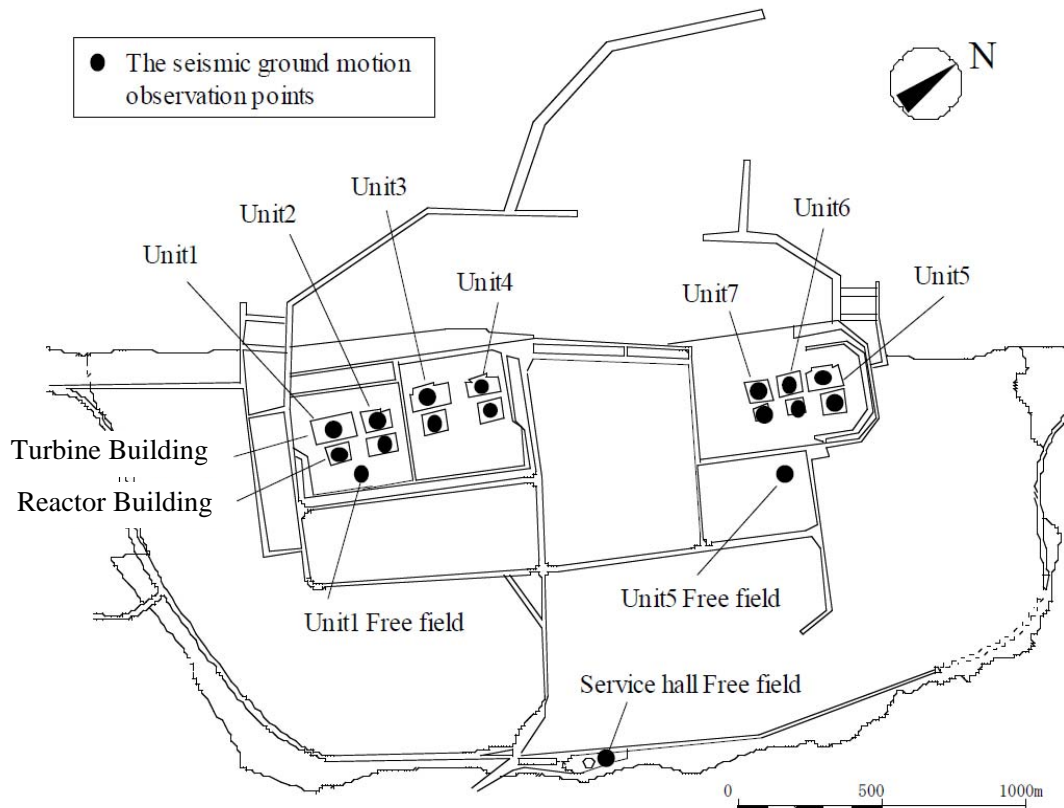 The seismic ground motion
observation points
N
Unit3
Unit2
Unit6
Unit1
Unit4
Unit7
Unit5
Turbine Building
Reactor Building
Unit1 Free field
Unit5 Free field
Service hall Free field
0 500 1000m